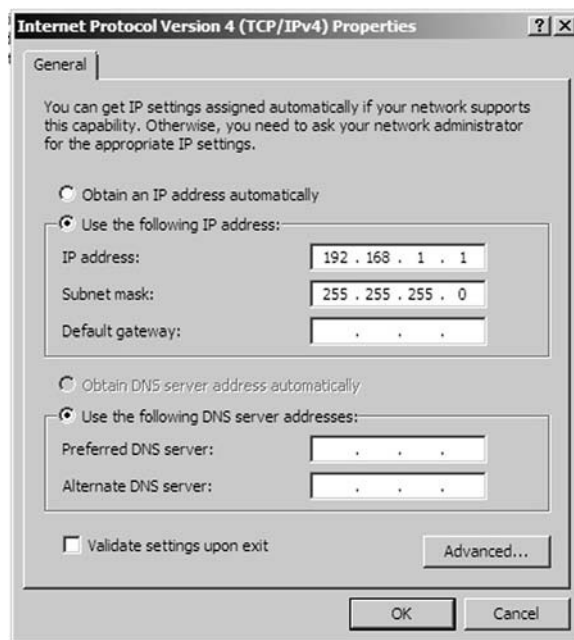 Internet Protocol Version 4 (TCP/IPv4) Properties
General
You can get IP settings assigned automatically if your network supports
this capability. Otherwise, you need to ask your network administrator
for the appropriate IP settings.
Obtain an IP address automatically
Use the following IP address:
IP address: 192 . 168 . 1 . 1
Subnet mask: 255 . 255 . 255 . 0
Default gateway: . . .
Obtain DNS server address automatically
Use the following DNS server addresses:
Preferred DNS server: . . .
Alternate DNS server: . . .
Validate settings upon exit
Advanced...
OK Cancel